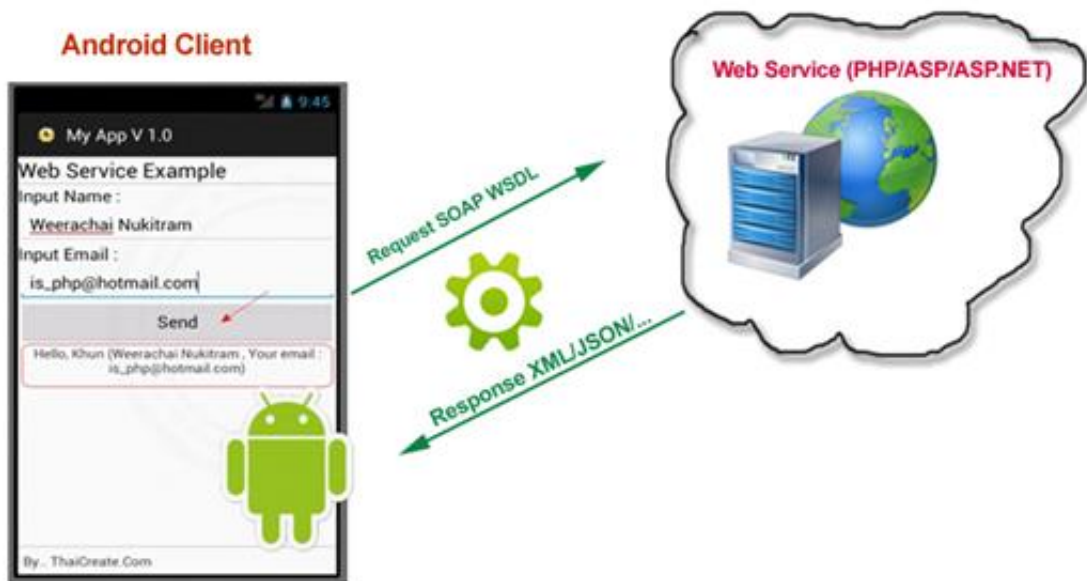 Android Client
9:45
My App V 1.0
Web Service Example
Input Name :
Weerachai Nukitram
Input Email :
is_php@hotmail.com
Send
Hello, Khun (Weerachai Nukitram , Your email :
is_php@hotmail.com)
By.. ThaiCreate.Com
Request SOAP WSDL
Response XML/JSON/...
Web Service (PHP/ASP/ASP.NET)